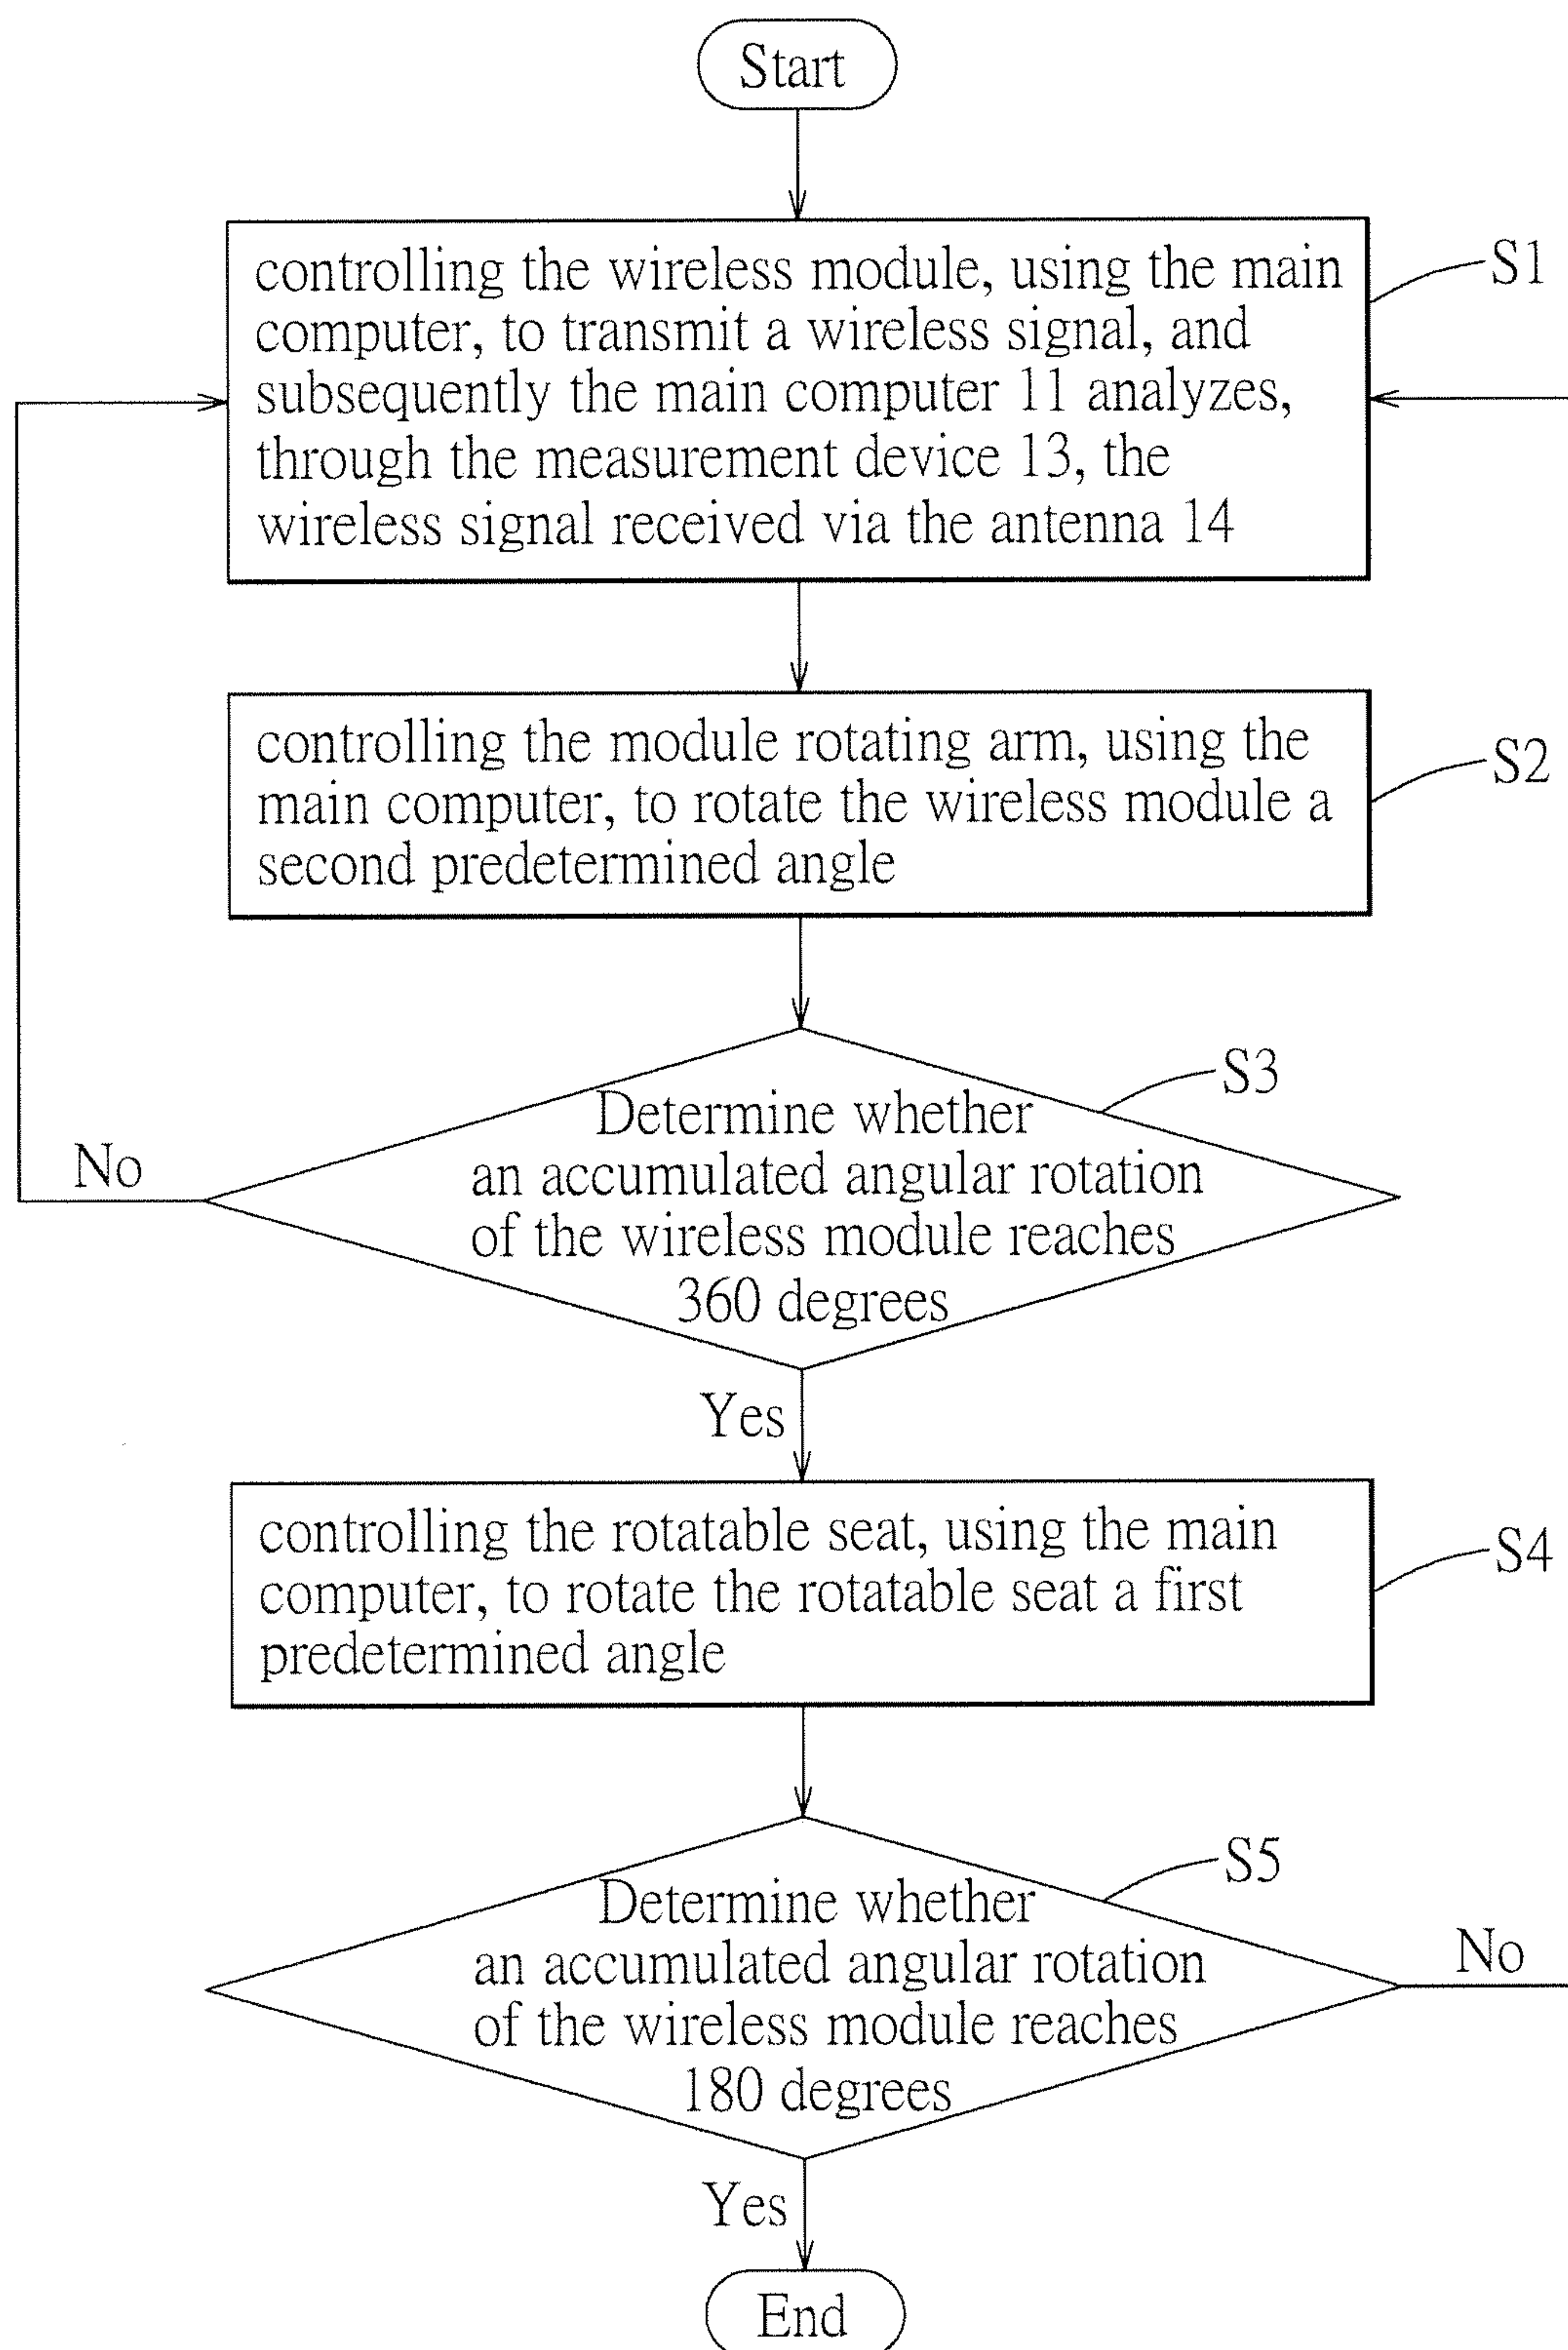 Start
controlling the wireless module, using the main
computer, to transmit a wireless signal, and
subsequently the main computer 11 analyzes,
through the measurement device 13, the
wireless signal received via the antenna 14
S1
controlling the module rotating arm, using the
main computer, to rotate the wireless module a
second predetermined angle
S2
Determine whether
an accumulated angular rotation
of the wireless module reaches
360 degrees
S3
No
Yes
controlling the rotatable seat, using the main
computer, to rotate the rotatable seat a first
predetermined angle
S4
Determine whether
an accumulated angular rotation
of the wireless module reaches
180 degrees
S5
No
Yes
End